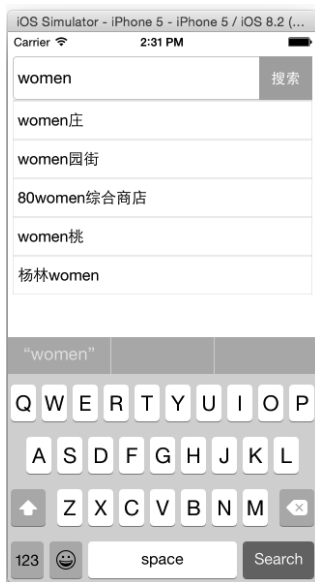 iOS Simulator - iPhone 5 - iPhone 5 / iOS 8.2 (...
Carrier 2:31 PM
women 搜索
women庄
women园街
80women综合商店
women桃
杨林women
“women”
Q W E R T Y U I O P
A S D F G H J K L
Z X C V B N M
123 space Search